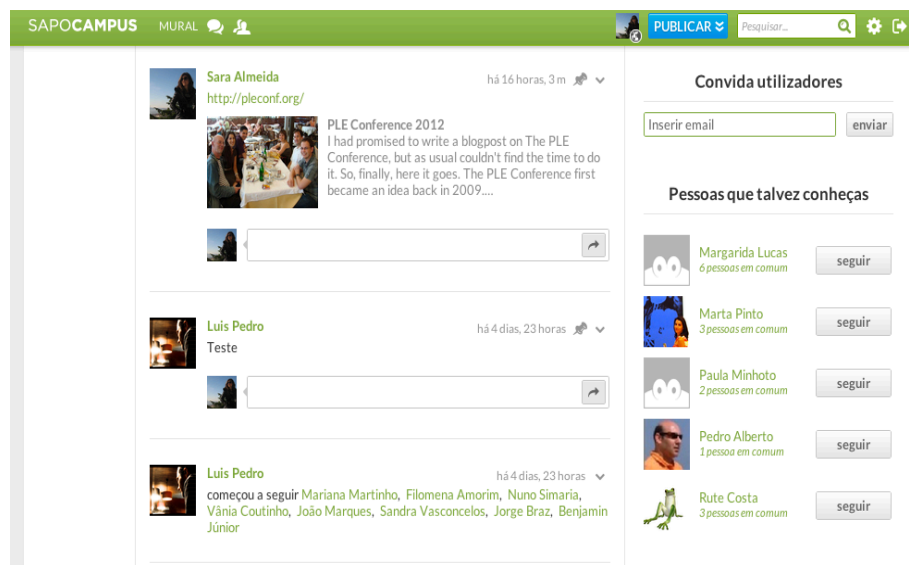 SAPOCAMPUS MURAL PUBLICAR Pesquisar...
Sara Almeida há 16 horas, 3 m
http://pleconf.org/
PLE Conference 2012
I had promised to write a blogpost on The PLE
Conference, but as usual couldn't find the time to do
it. So, finally, here it goes. The PLE Conference first
became an idea back in 2009....
Luis Pedro há 4 dias, 23 horas
Teste
Luis Pedro há 4 dias, 23 horas
começou a seguir Mariana Martinho, Filomena Amorim, Nuno Simaria,
Vânia Coutinho, João Marques, Sandra Vasconcelos, Jorge Braz, Benjamin
Júnior
Convida utilizadores
Inserir email enviar
Pessoas que talvez conheças
Margarida Lucas
6 pessoas em comum
seguir
Marta Pinto
3 pessoas em comum
seguir
Paula Minhoto
2 pessoas em comum
seguir
Pedro Alberto
1 pessoa em comum
seguir
Rute Costa
3 pessoas em comum
seguir